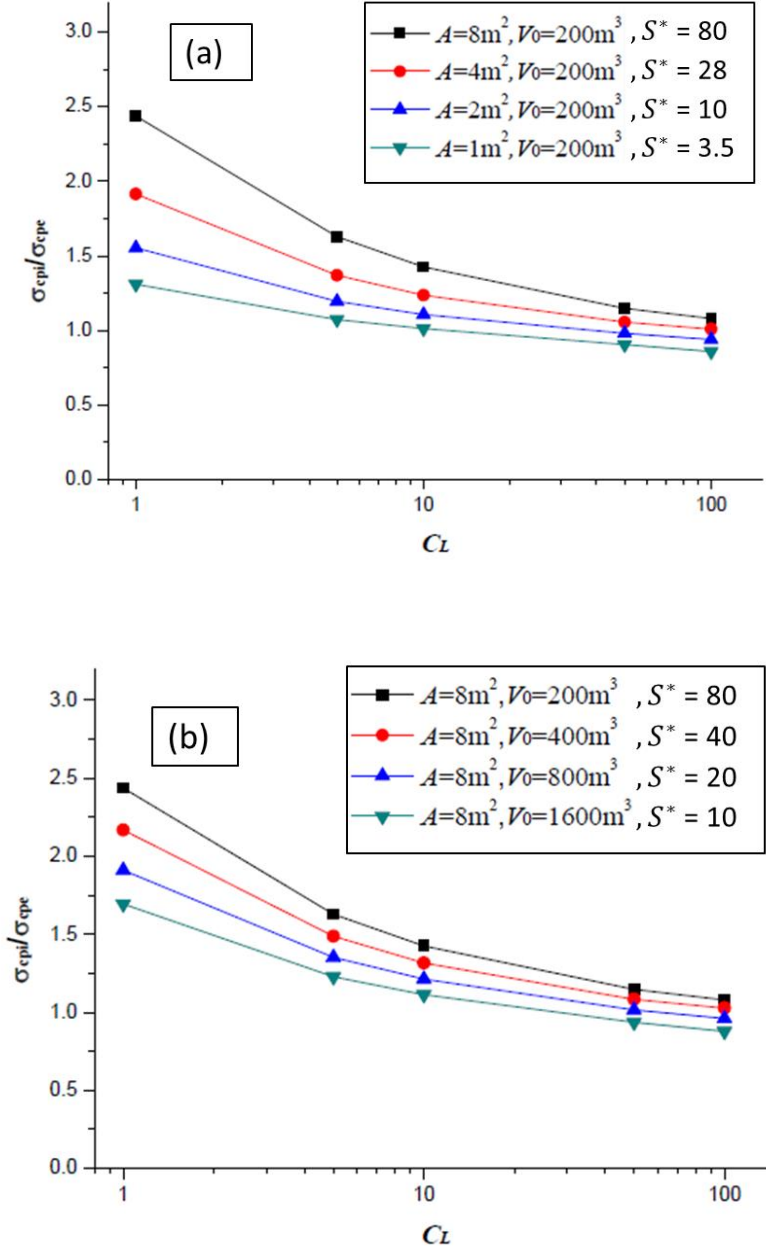 (a)
A=8m²,V0=200m³ , S* = 80
A=4m²,V0=200m³ , S* = 28
A=2m²,V0=200m³ , S* = 10
A=1m²,V0=200m³ , S* = 3.5
3.0
2.5
2.0
1.5
1.0
0.5
0.0
σcpi/σcpe
1 10 100
CL
(b)
A=8m²,V0=200m³ , S* = 80
A=8m²,V0=400m³ , S* = 40
A=8m²,V0=800m³ , S* = 20
A=8m²,V0=1600m³ , S* = 10
3.0
2.5
2.0
1.5
1.0
0.5
0.0
σcpi/σcpe
1 10 100
CL